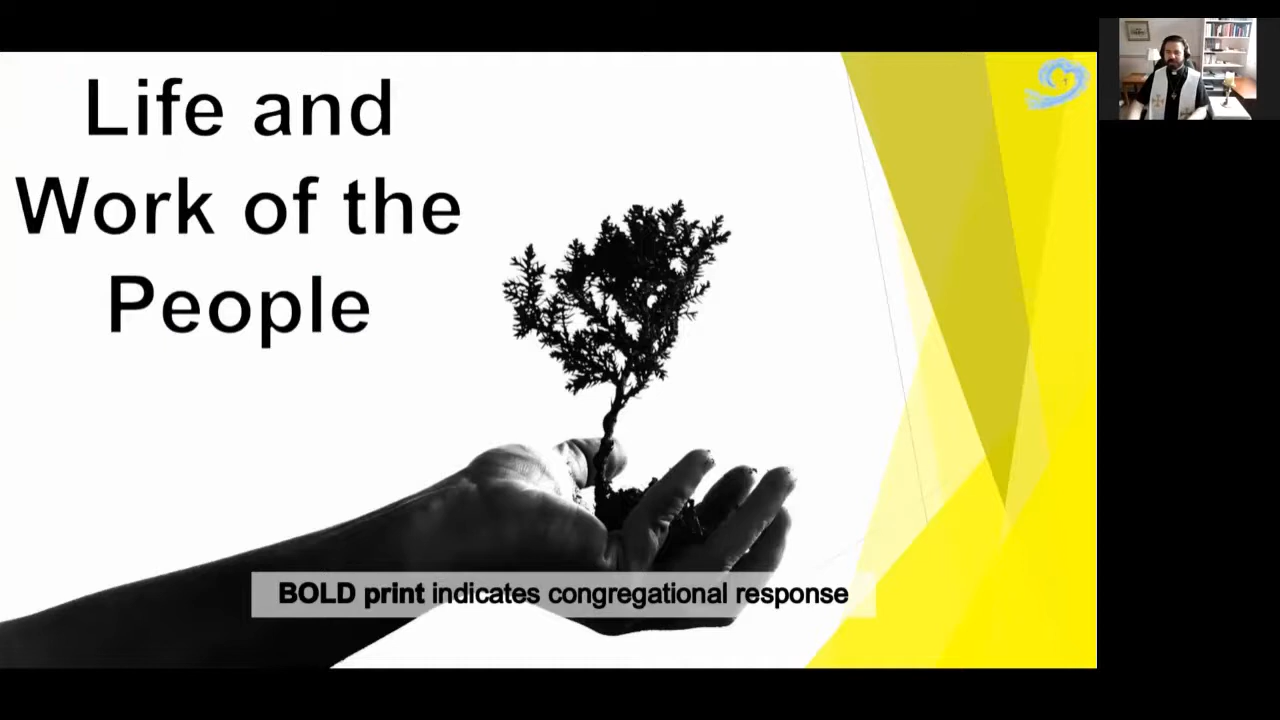 Life and
Work of the
People
BOLD print indicates congregational response